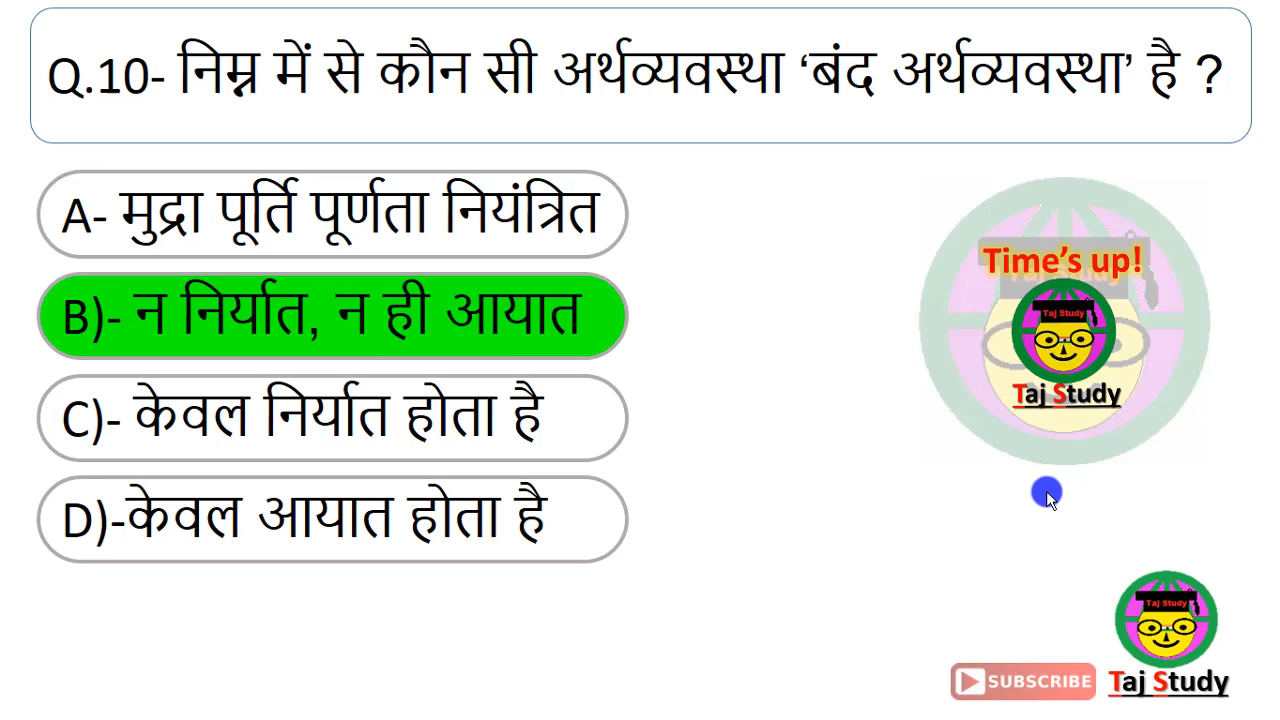 Q.10- निम्न में से कौन सी अर्थव्यवस्था ‘बंद अर्थव्यवस्था’ है ?
A- मुद्रा पूर्ति पूर्णता नियंत्रित
B)- न निर्यात, न ही आयात
C)- केवल निर्यात होता है
D)-केवल आयात होता है
Time’s up!
Taj Study
Taj Study
Taj Study
SUBSCRIBE
Taj Study